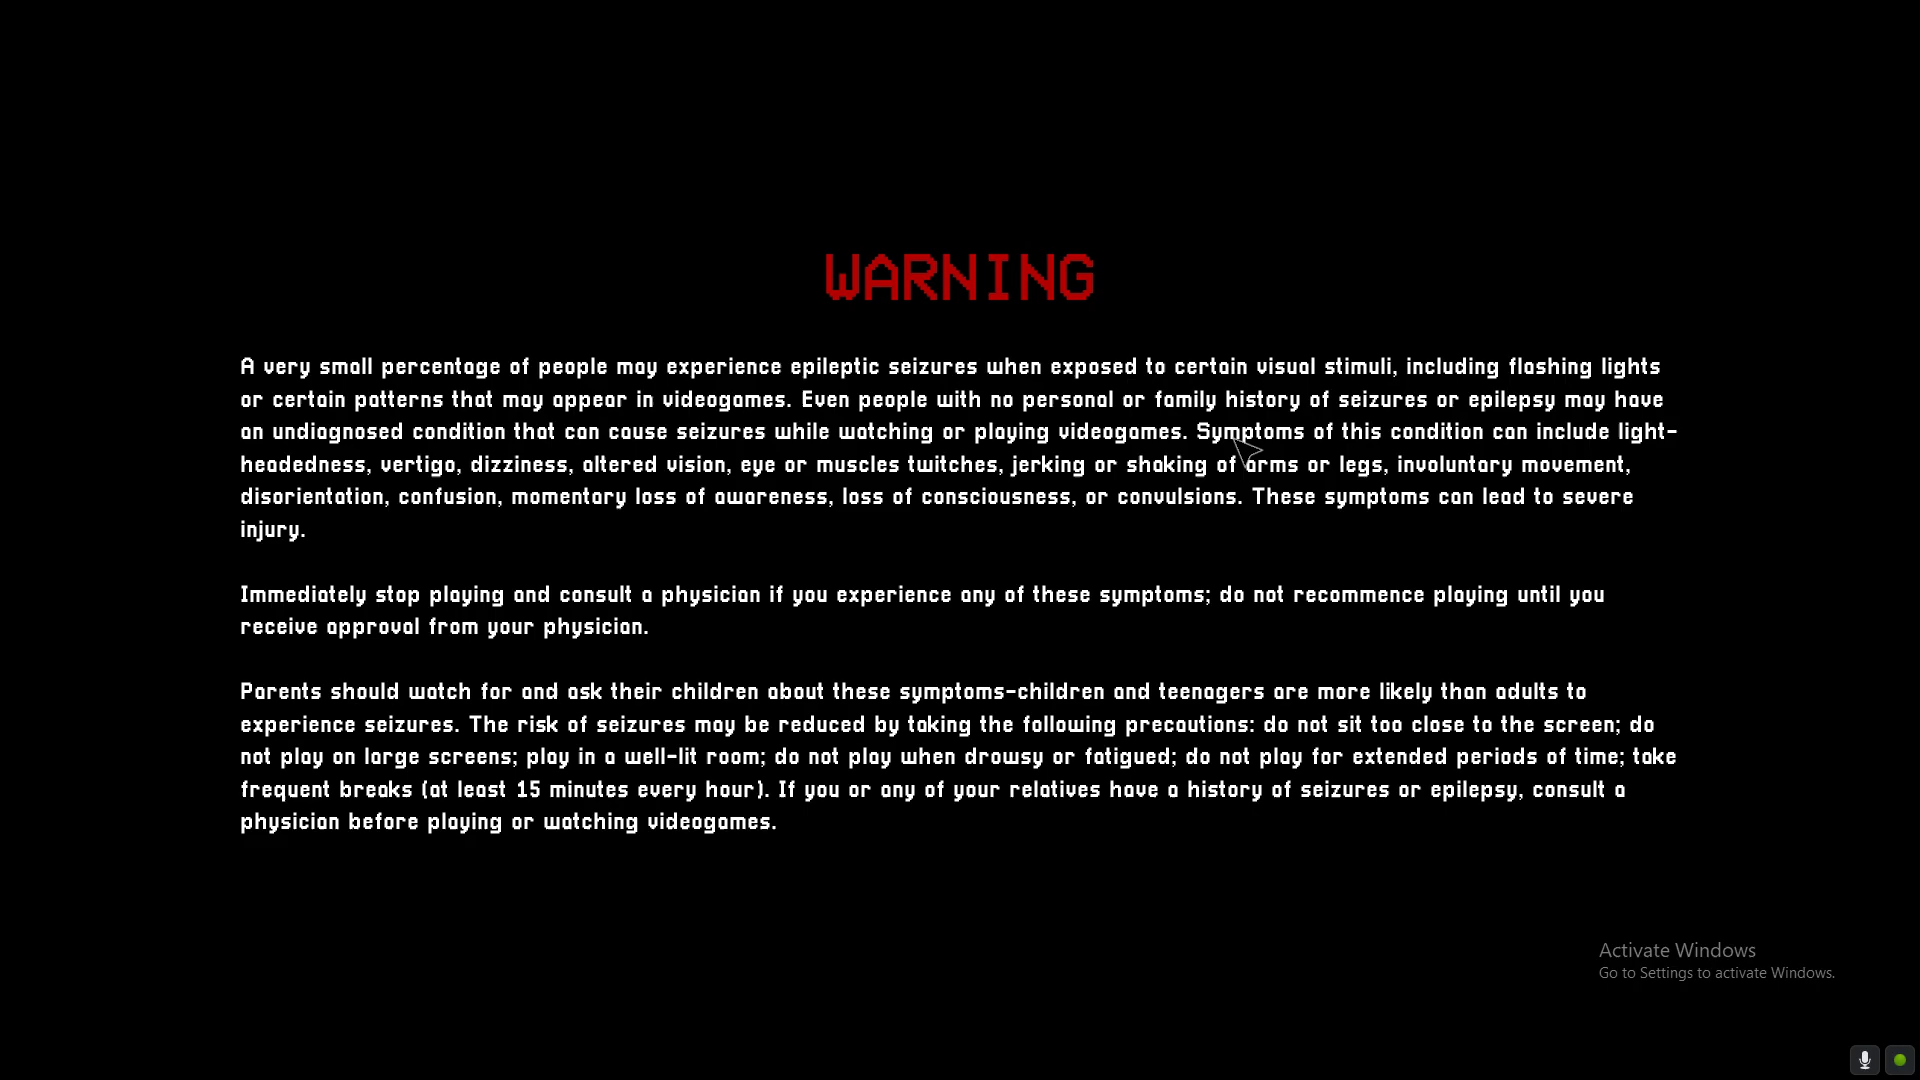 WARNING
A very small percentage of people may experience epileptic seizures when exposed to certain visual stimuli, including flashing lights
or certain patterns that may appear in videogames. Even people with no personal or family history of seizures or epilepsy may have
an undiagnosed condition that can cause seizures while watching or playing videogames. Symptoms of this condition can include light-
headedness, vertigo, dizziness, altered vision, eye or muscles twitches, jerking or shaking of arms or legs, involuntary movement,
disorientation, confusion, momentary loss of awareness, loss of consciousness, or convulsions. These symptoms can lead to severe
injury.
Immediately stop playing and consult a physician if you experience any of these symptoms; do not recommence playing until you
receive approval from your physician.
Parents should watch for and ask their children about these symptoms-children and teenagers are more likely than adults to
experience seizures. The risk of seizures may be reduced by taking the following precautions: do not sit too close to the screen; do
not play on large screens; play in a well-lit room; do not play when drowsy or fatigued; do not play for extended periods of time; take
frequent breaks (at least 15 minutes every hour). If you or any of your relatives have a history of seizures or epilepsy, consult a
physician before playing or watching videogames.
Activate Windows
Go to Settings to activate Windows.